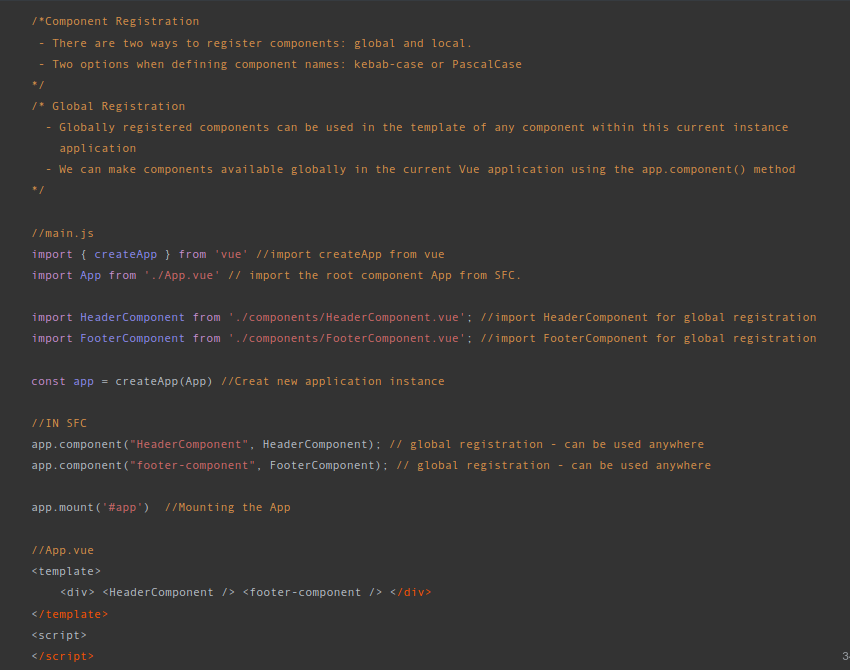 /*Component Registration
- There are two ways to register components: global and local.
- Two options when defining component names: kebab-case or PascalCase
*/
/* Global Registration
- Globally registered components can be used in the template of any component within this current instance
application
- We can make components available globally in the current Vue application using the app.component() method
*/
//main.js
import { createApp } from 'vue' //import createApp from vue
import App from './App.vue' // import the root component App from SFC.
import HeaderComponent from './components/HeaderComponent.vue'; //import HeaderComponent for global registration
import FooterComponent from './components/FooterComponent.vue'; //import FooterComponent for global registration
const app = createApp(App) //Creat new application instance
//IN SFC
app.component("HeaderComponent", HeaderComponent); // global registration - can be used anywhere
app.component("footer-component", FooterComponent); // global registration - can be used anywhere
app.mount('#app') //Mounting the App
//App.vue
<template>
<div> <HeaderComponent /> <footer-component /> </div>
</template>
<script>
</script>